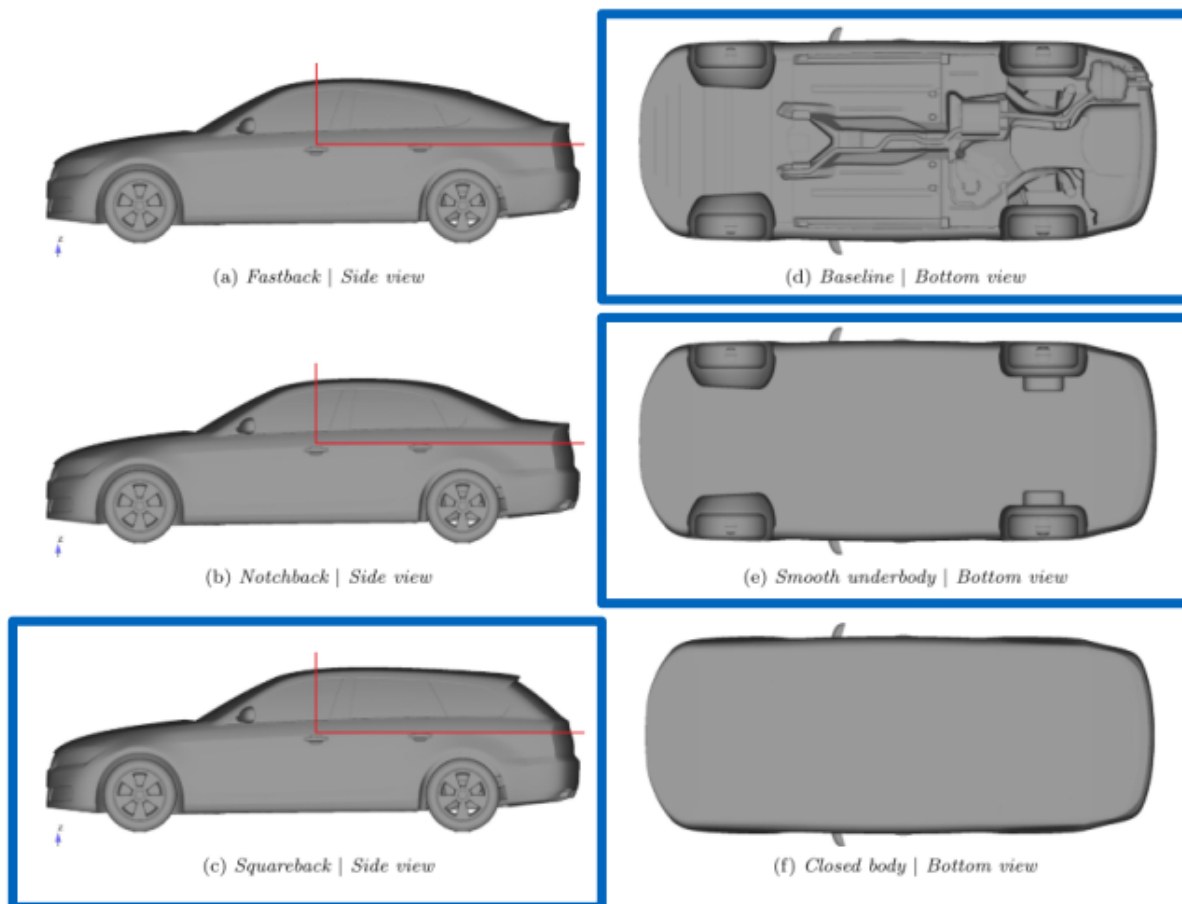 (a) Fastback | Side view
(d) Baseline | Bottom view
(b) Notchback | Side view
(e) Smooth underbody | Bottom view
(c) Squareback | Side view
(f) Closed body | Bottom view